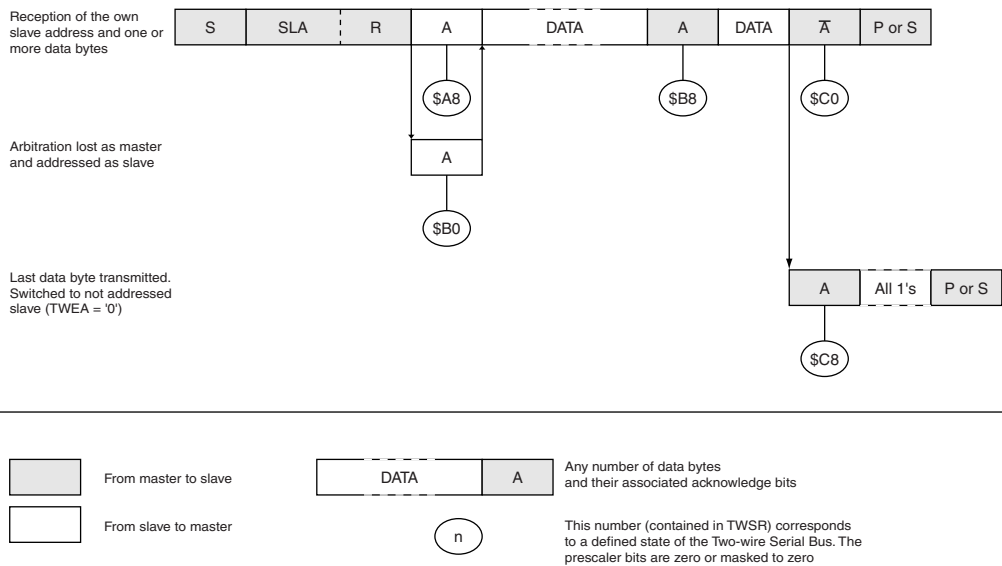 Reception of the own
slave address and one or
more data bytes
S SLA R A DATA A DATA A̅ P or S
$A8 $B8 $C0
Arbitration lost as master
and addressed as slave
A
$B0
Last data byte transmitted.
Switched to not addressed
slave (TWEA = '0')
A All 1's P or S
$C8
From master to slave
DATA A
Any number of data bytes
and their associated acknowledge bits
From slave to master
n
This number (contained in TWSR) corresponds
to a defined state of the Two-wire Serial Bus. The
prescaler bits are zero or masked to zero